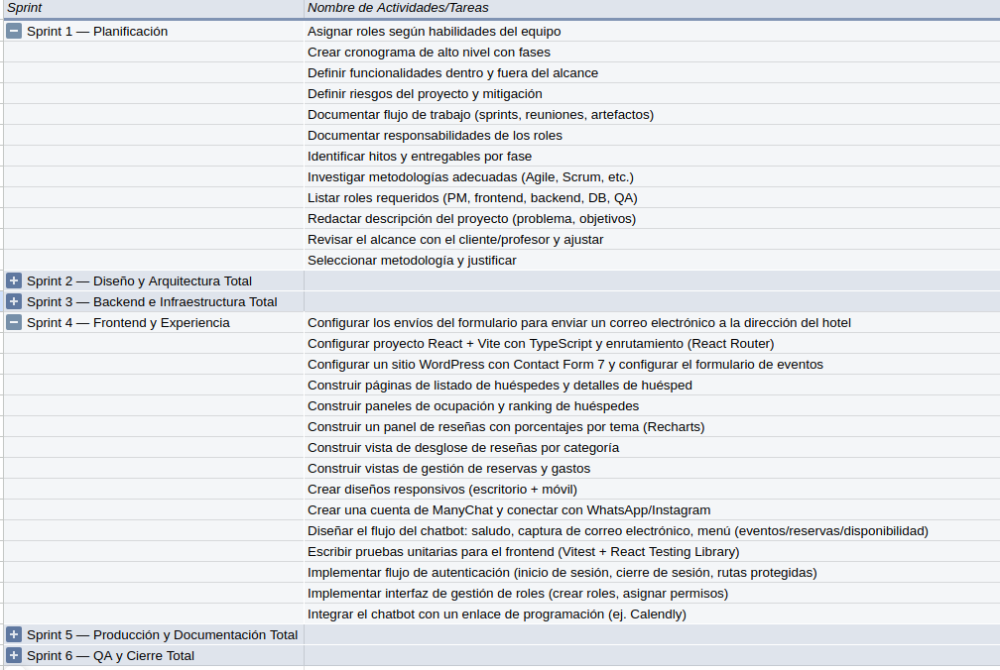 Sprint Nombre de Actividades/Tareas
Sprint 1 — Planificación Asignar roles según habilidades del equipo
Crear cronograma de alto nivel con fases
Definir funcionalidades dentro y fuera del alcance
Definir riesgos del proyecto y mitigación
Documentar flujo de trabajo (sprints, reuniones, artefactos)
Documentar responsabilidades de los roles
Identificar hitos y entregables por fase
Investigar metodologías adecuadas (Agile, Scrum, etc.)
Listar roles requeridos (PM, frontend, backend, DB, QA)
Redactar descripción del proyecto (problema, objetivos)
Revisar el alcance con el cliente/profesor y ajustar
Seleccionar metodología y justificar
Sprint 2 — Diseño y Arquitectura Total
Sprint 3 — Backend e Infraestructura Total
Sprint 4 — Frontend y Experiencia Configurar los envíos del formulario para enviar un correo electrónico a la dirección del hotel
Configurar proyecto React + Vite con TypeScript y enrutamiento (React Router)
Configurar un sitio WordPress con Contact Form 7 y configurar el formulario de eventos
Construir páginas de listado de huéspedes y detalles de huésped
Construir paneles de ocupación y ranking de huéspedes
Construir un panel de reseñas con porcentajes por tema (Recharts)
Construir vista de desglose de reseñas por categoría
Construir vistas de gestión de reservas y gastos
Crear diseños responsivos (escritorio + móvil)
Crear una cuenta de ManyChat y conectar con WhatsApp/Instagram
Diseñar el flujo del chatbot: saludo, captura de correo electrónico, menú (eventos/reservas/disponibilidad)
Escribir pruebas unitarias para el frontend (Vitest + React Testing Library)
Implementar flujo de autenticación (inicio de sesión, cierre de sesión, rutas protegidas)
Implementar interfaz de gestión de roles (crear roles, asignar permisos)
Integrar el chatbot con un enlace de programación (ej. Calendly)
Sprint 5 — Producción y Documentación Total
Sprint 6 — QA y Cierre Total